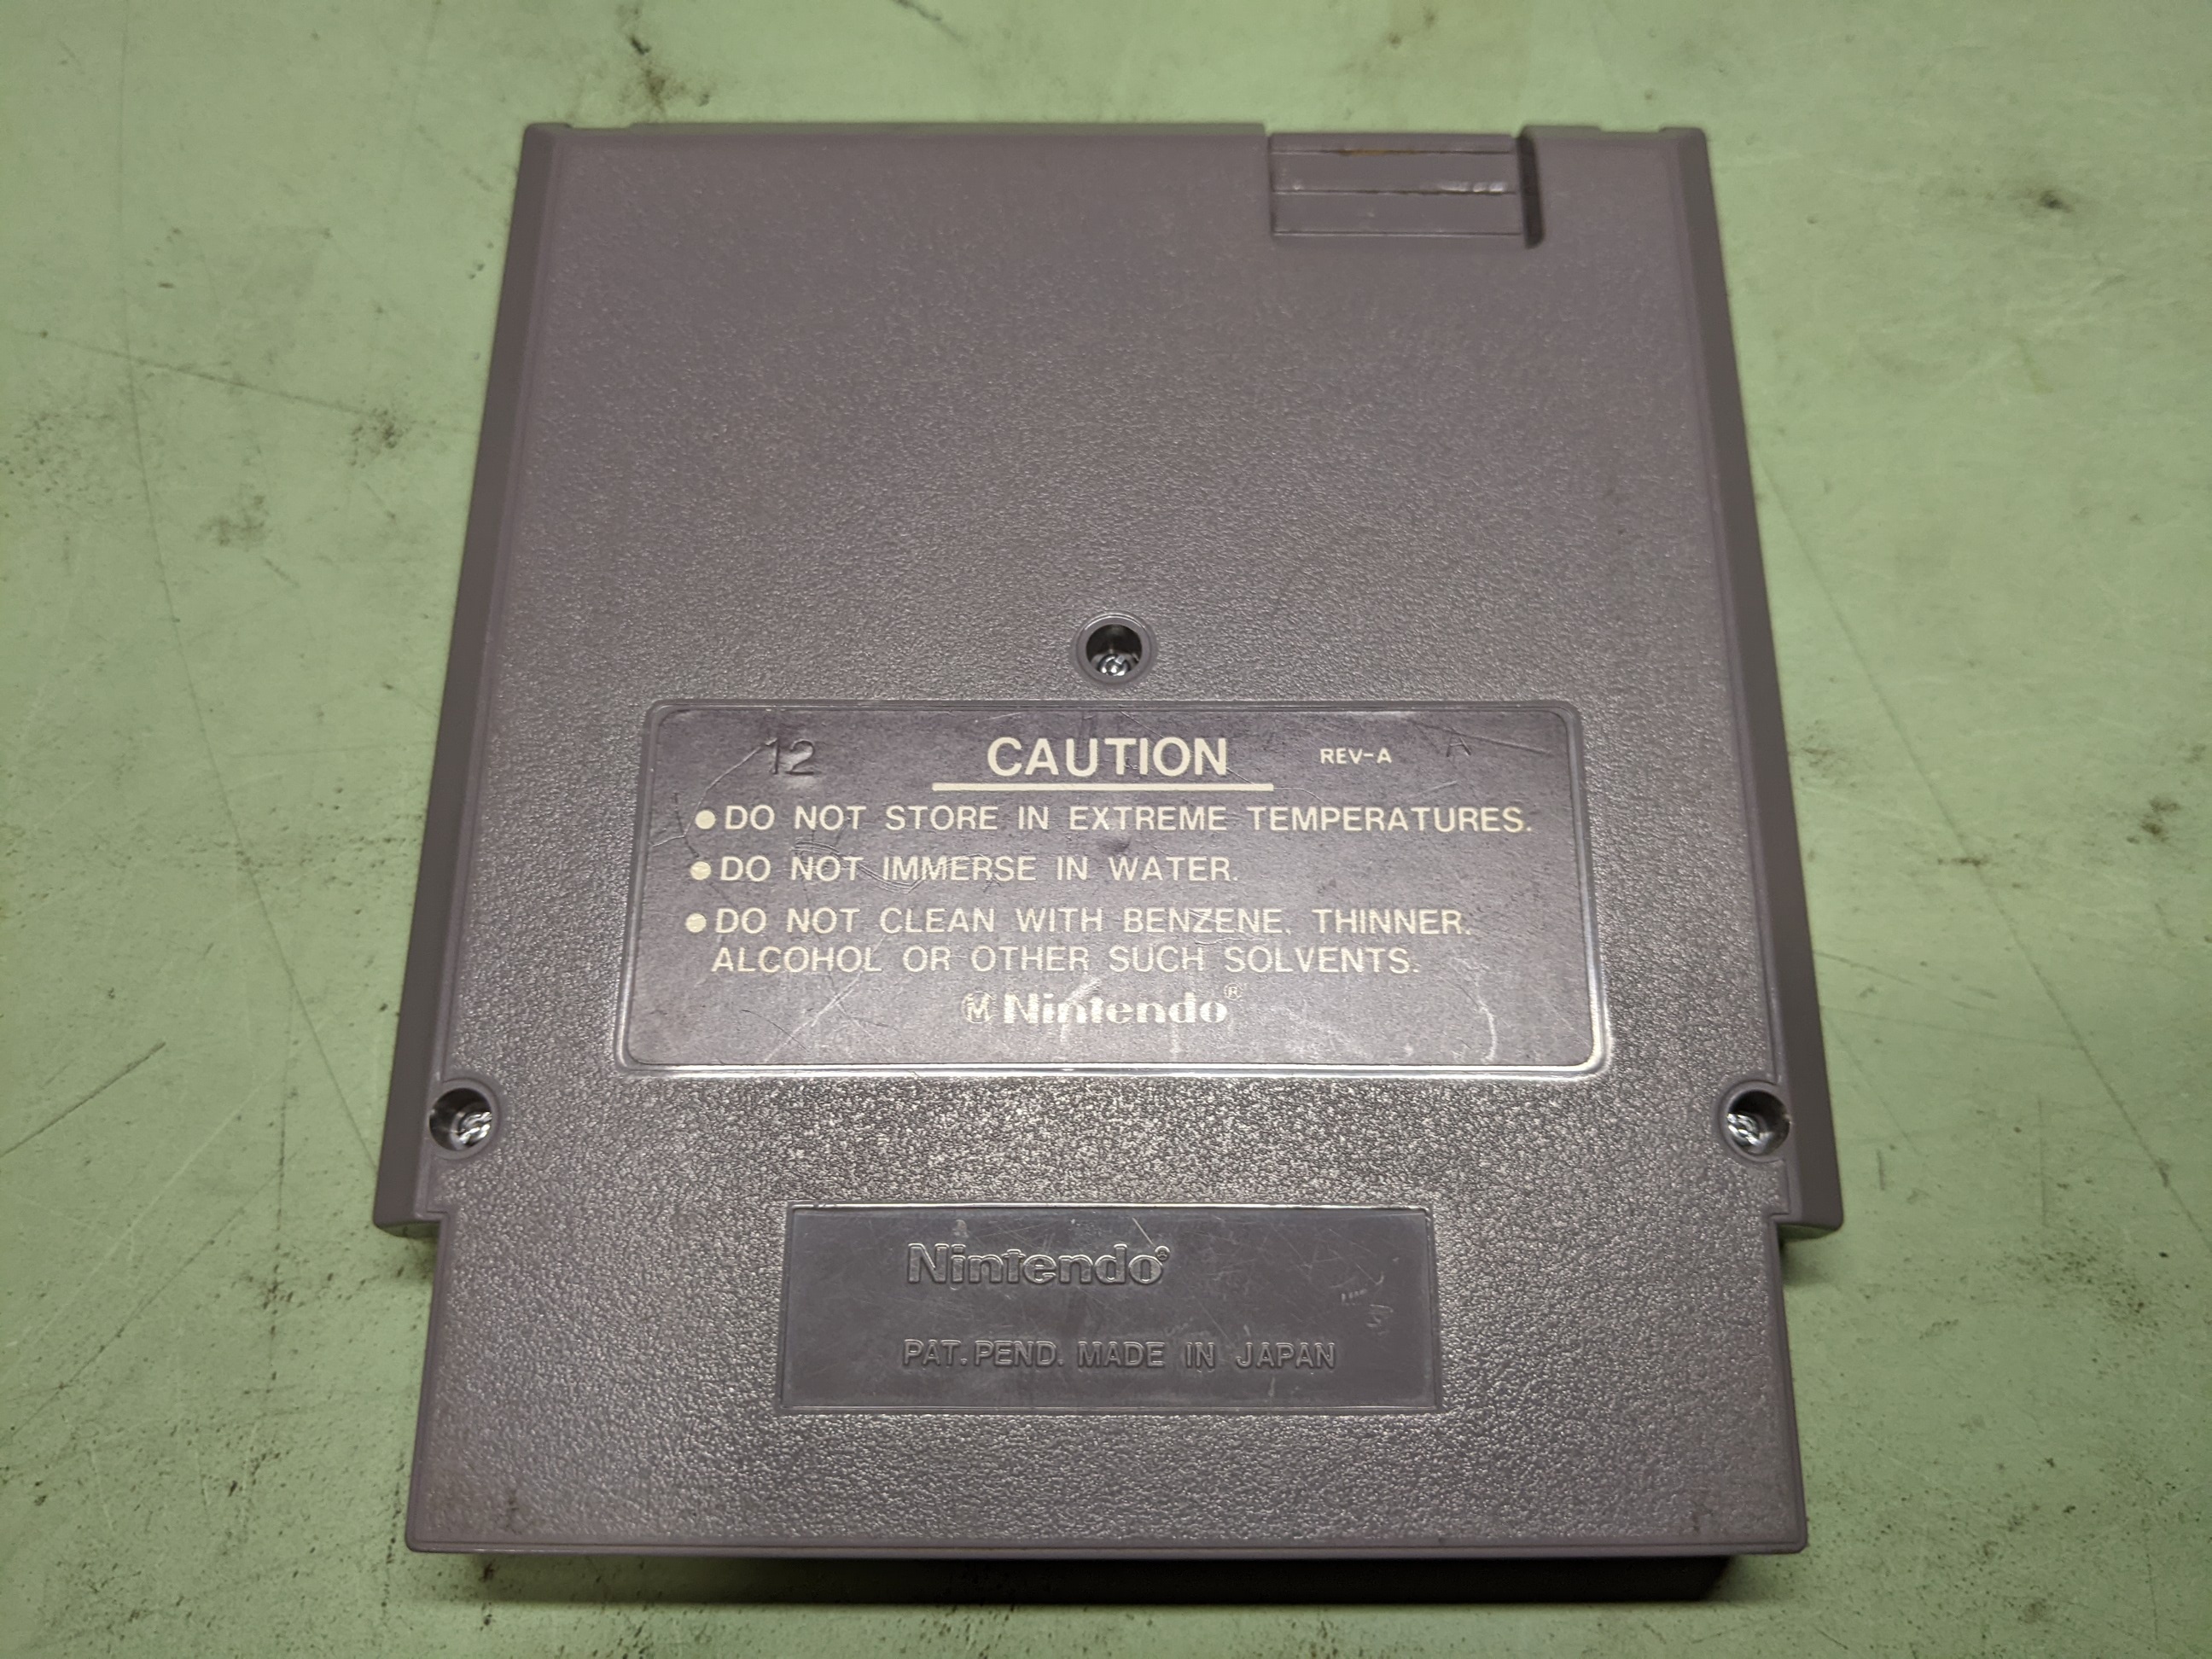 12 CAUTION REV-A A
●DO NOT STORE IN EXTREME TEMPERATURES.
●DO NOT IMMERSE IN WATER.
●DO NOT CLEAN WITH BENZENE, THINNER,
ALCOHOL OR OTHER SUCH SOLVENTS.
Ⓜ Nintendo®
Nintendo®
PAT. PEND. MADE IN JAPAN